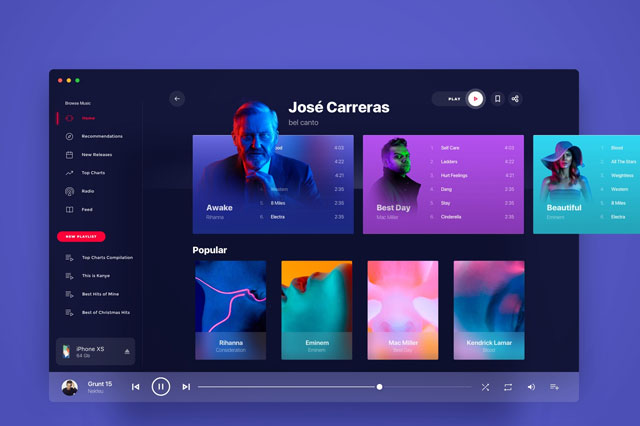 Browse Music
Home
Recommendations
New Releases
Top Charts
Radio
Feed
NEW PLAYLIST
Top Charts Compilation
This is Kanye
Best Hits of Mine
Best of Christmas Hits
iPhone XS
64 Gb
José Carreras
bel canto
PLAY
ood 4:03
4:22
4:21
Western 2:35
5. 8 Miles 2:35
6. Electra 2:35
Awake
Rihanna
1. Self Care 4:03
2. Ladders 4:22
3. Hurt Feelings 4:21
4. Dang 2:35
5. Stay 2:35
6. Cinderella 2:35
Best Day
Mac Miller
1. Blood
2. All The Stars
3. Weightless
4. Western
5. 8 Miles
6. Electra
Beautiful
Eminem
Popular
Rihanna
Consideration
Eminem
Eminem
Mac Miller
Best Day
Kendrick Lamar
Blood
Grunt 15
Nekfeu